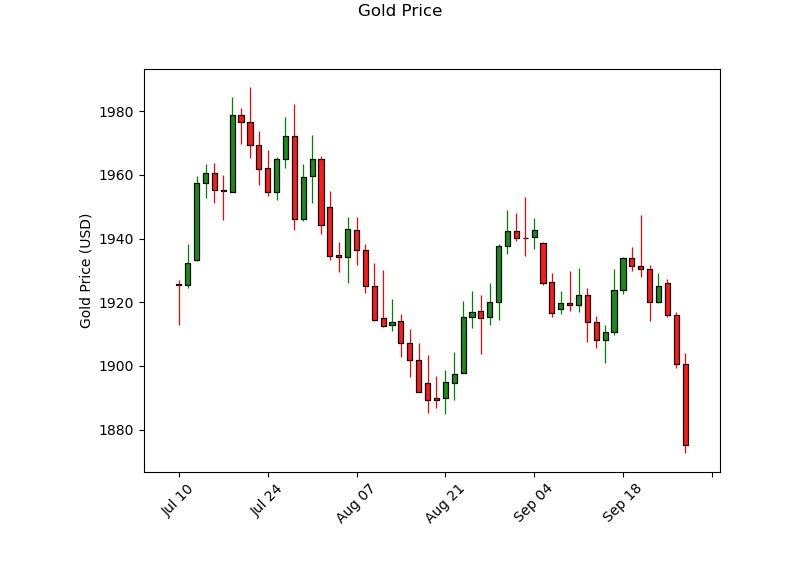 Gold Price
1980
1960
1940
1920
1900
1880
Gold Price (USD)
Jul 10
Jul 24
Aug 07
Aug 21
Sep 04
Sep 18